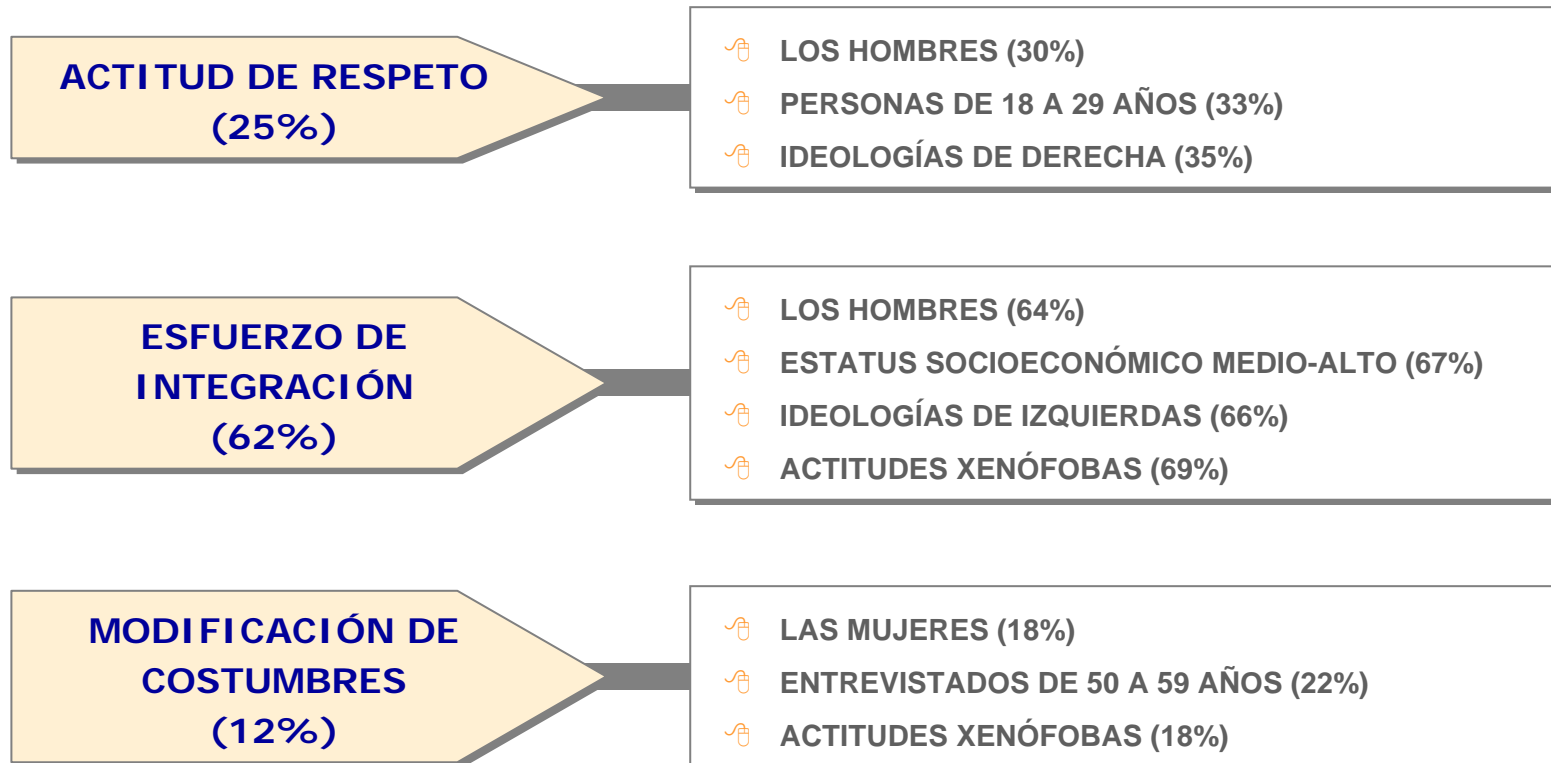 ACTITUD DE RESPETO
(25%)
LOS HOMBRES (30%)
PERSONAS DE 18 A 29 AÑOS (33%)
IDEOLOGÍAS DE DERECHA (35%)
ESFUERZO DE
INTEGRACIÓN
(62%)
LOS HOMBRES (64%)
ESTATUS SOCIOECONÓMICO MEDIO-ALTO (67%)
IDEOLOGÍAS DE IZQUIERDAS (66%)
ACTITUDES XENÓFOBAS (69%)
MODIFICACIÓN DE
COSTUMBRES
(12%)
LAS MUJERES (18%)
ENTREVISTADOS DE 50 A 59 AÑOS (22%)
ACTITUDES XENÓFOBAS (18%)